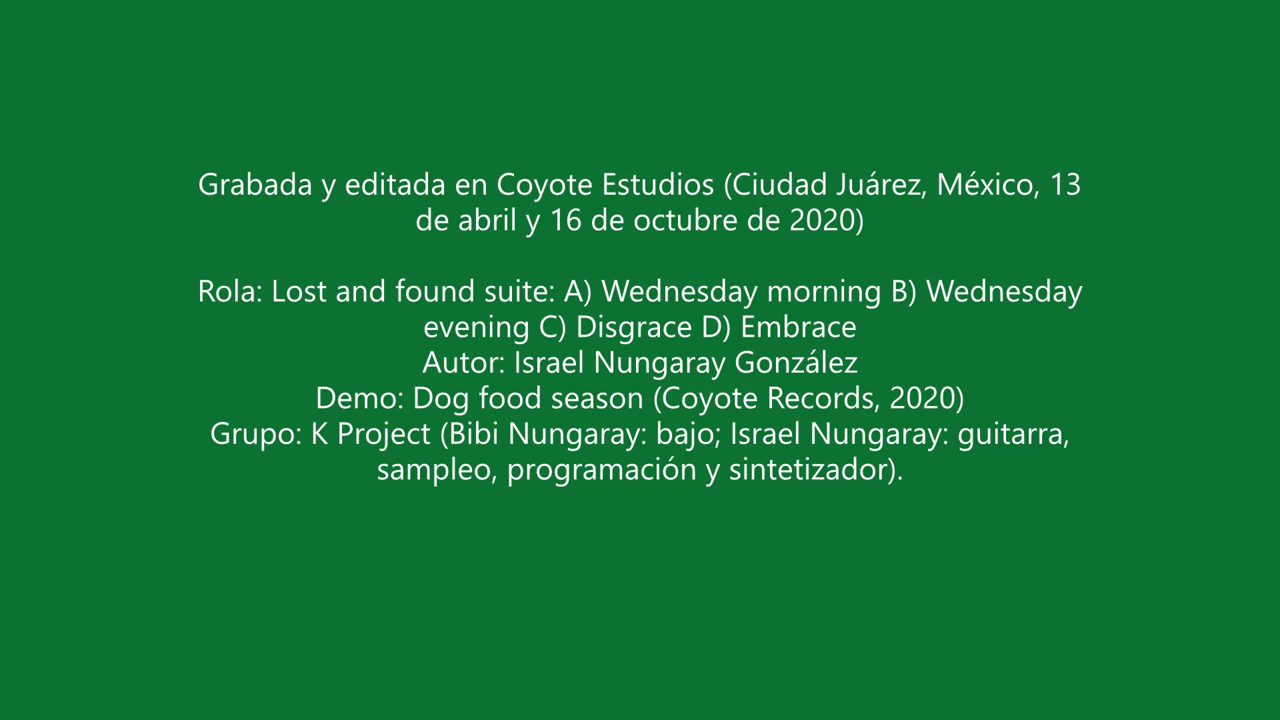 Grabada y editada en Coyote Estudios (Ciudad Juárez, México, 13
de abril y 16 de octubre de 2020)
Rola: Lost and found suite: A) Wednesday morning B) Wednesday
evening C) Disgrace D) Embrace
Autor: Israel Nungaray González
Demo: Dog food season (Coyote Records, 2020)
Grupo: K Project (Bibi Nungaray: bajo; Israel Nungaray: guitarra,
sampleo, programación y sintetizador).